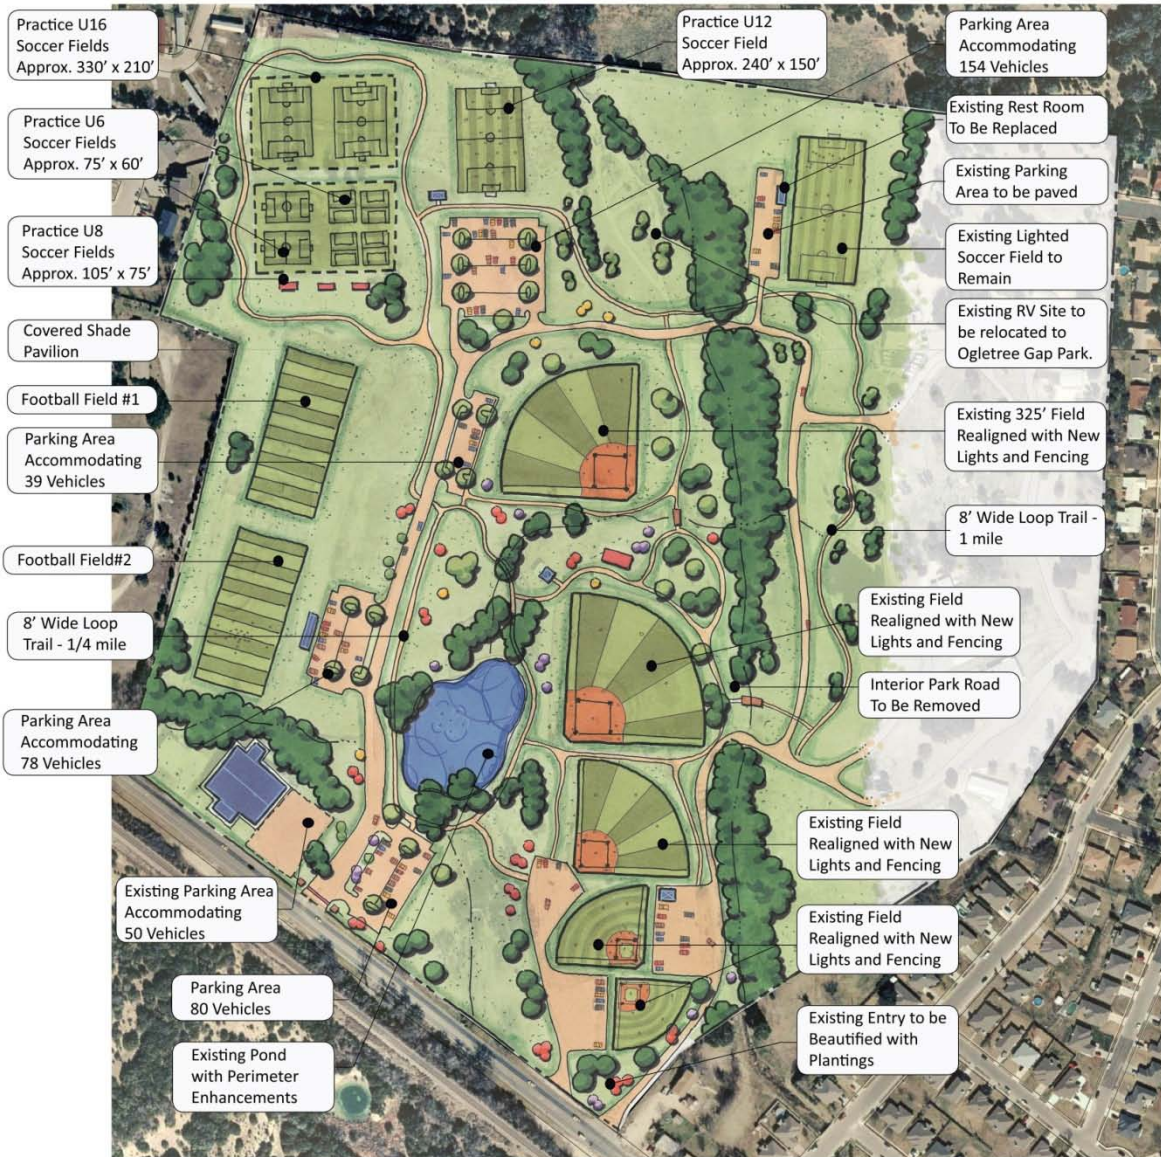 Practice U16
Soccer Fields
Approx. 330' x 210'
Practice U12
Soccer Field
Approx. 240' x 150'
Parking Area
Accommodating
154 Vehicles
Practice U6
Soccer Fields
Approx. 75' x 60'
Existing Rest Room
To Be Replaced
Existing Parking
Area to be paved
Practice U8
Soccer Fields
Approx. 105' x 75'
Existing Lighted
Soccer Field to
Remain
Covered Shade
Pavilion
Existing RV Site to
be relocated to
Ogletree Gap Park.
Football Field #1
Existing 325' Field
Realigned with New
Lights and Fencing
Parking Area
Accommodating
39 Vehicles
8' Wide Loop Trail -
1 mile
Football Field#2
Existing Field
Realigned with New
Lights and Fencing
8' Wide Loop
Trail - 1/4 mile
Interior Park Road
To Be Removed
Parking Area
Accommodating
78 Vehicles
Existing Field
Realigned with New
Lights and Fencing
Existing Parking Area
Accommodating
50 Vehicles
Existing Field
Realigned with New
Lights and Fencing
Parking Area
80 Vehicles
Existing Entry to be
Beautified with
Plantings
Existing Pond
with Perimeter
Enhancements